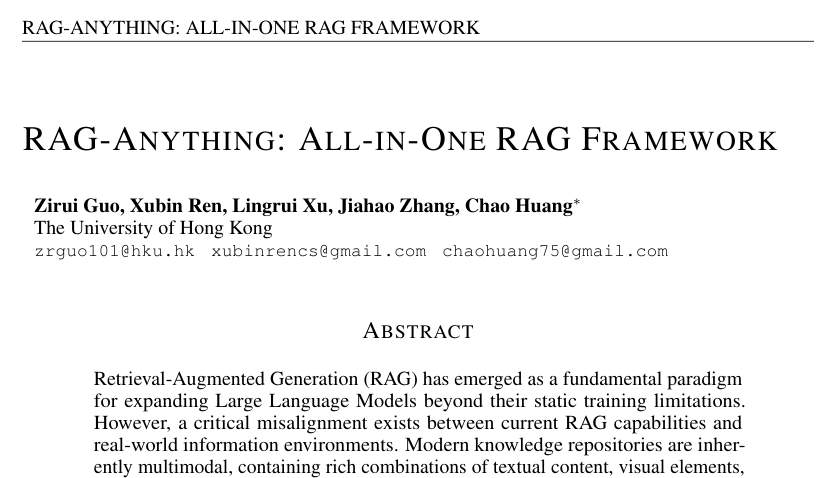 RAG-ANYTHING: ALL-IN-ONE RAG FRAMEWORK
RAG-ANYTHING: ALL-IN-ONE RAG FRAMEWORK
Zirui Guo, Xubin Ren, Lingrui Xu, Jiahao Zhang, Chao Huang*
The University of Hong Kong
zrguo101@hku.hk xubinrencs@gmail.com chaohuang75@gmail.com
ABSTRACT
Retrieval-Augmented Generation (RAG) has emerged as a fundamental paradigm
for expanding Large Language Models beyond their static training limitations.
However, a critical misalignment exists between current RAG capabilities and
real-world information environments. Modern knowledge repositories are inher-
ently multimodal, containing rich combinations of textual content, visual elements,